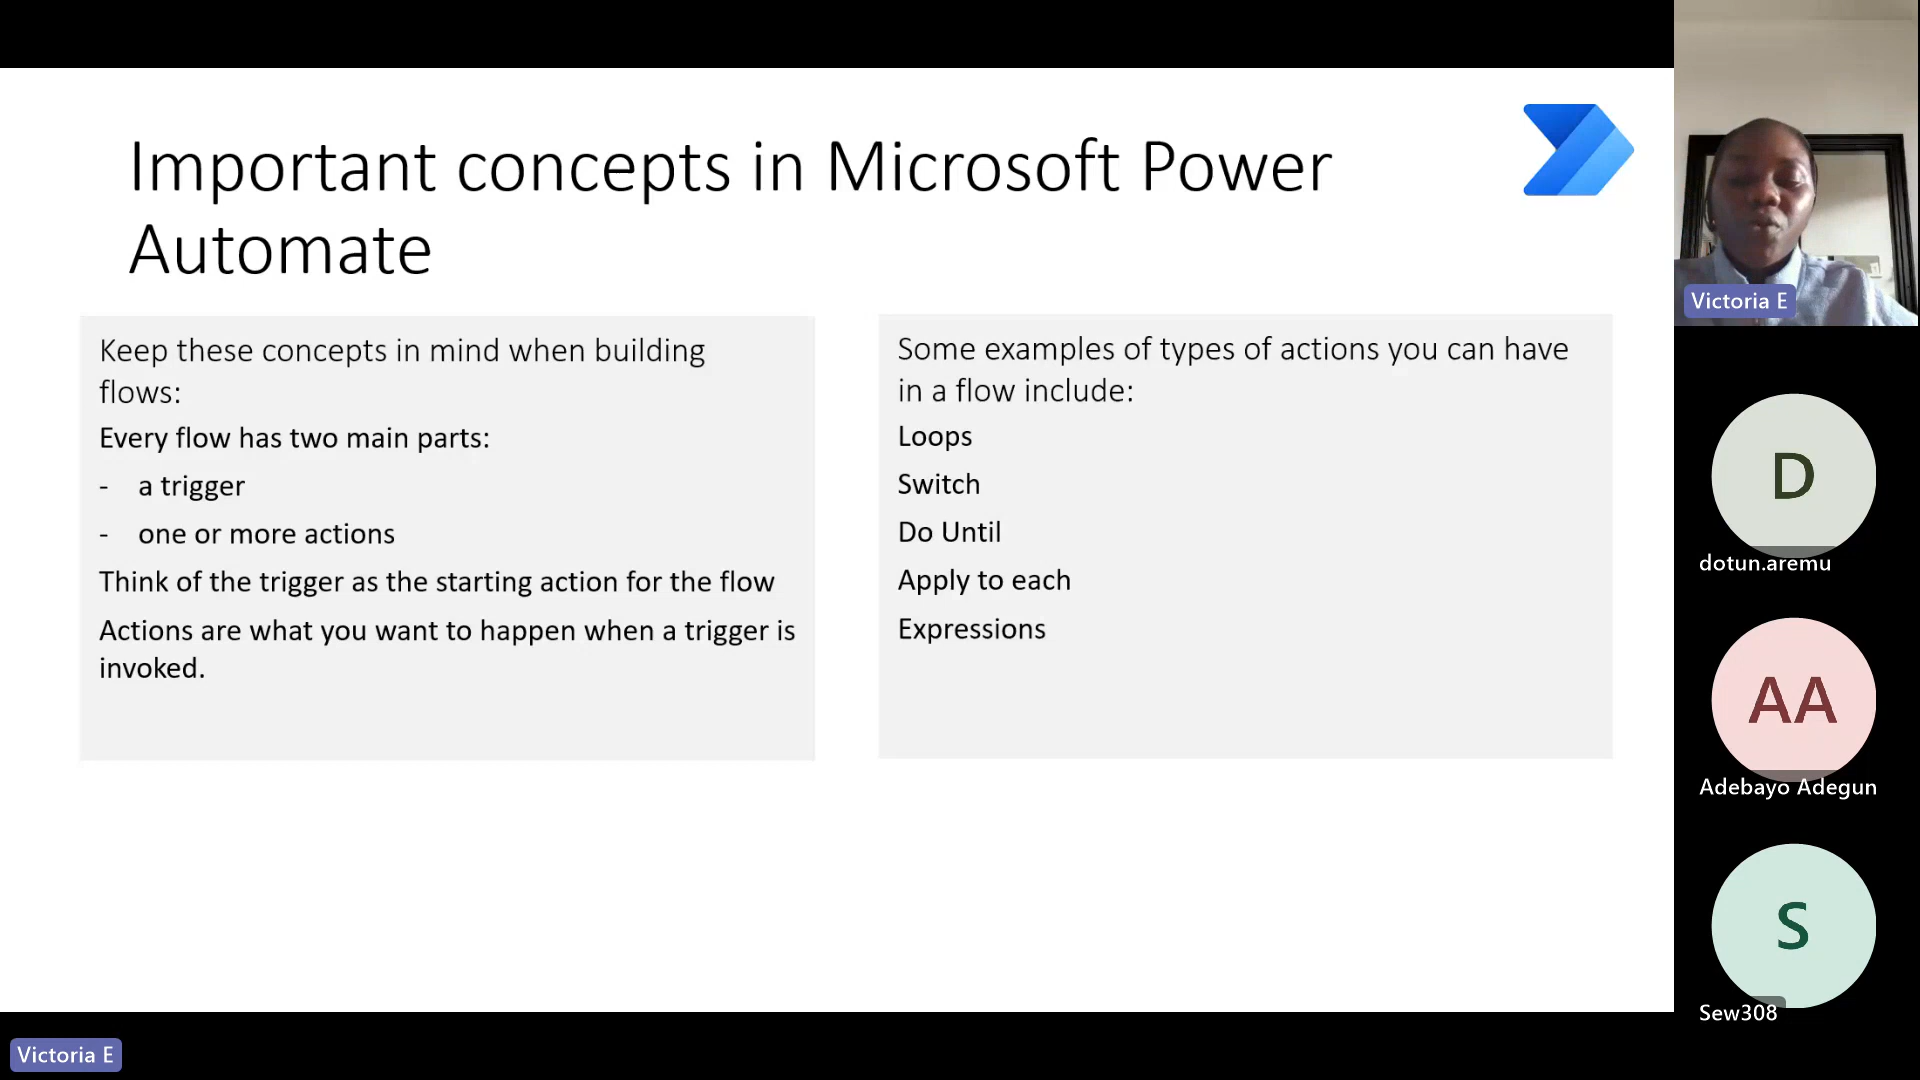 Important concepts in Microsoft Power
Automate
Keep these concepts in mind when building
flows:
Every flow has two main parts:
- a trigger
- one or more actions
Think of the trigger as the starting action for the flow
Actions are what you want to happen when a trigger is
invoked.
Some examples of types of actions you can have
in a flow include:
Loops
Switch
Do Until
Apply to each
Expressions
Victoria E
D
dotun.aremu
AA
Adebayo Adegun
S
Sew308
Victoria E